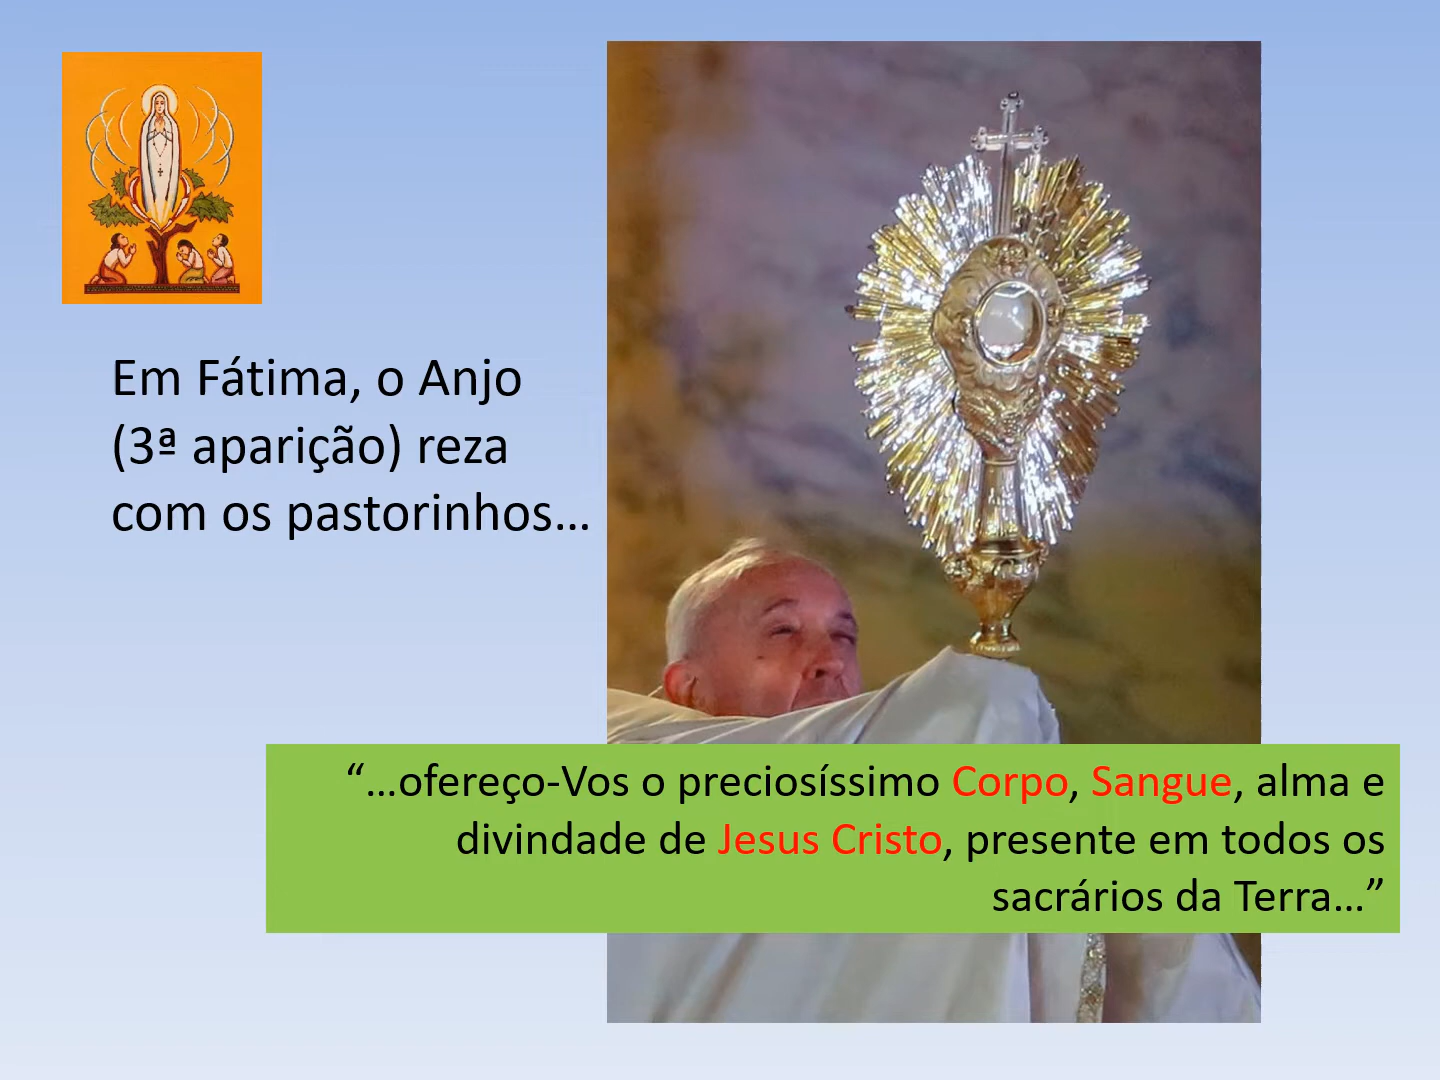 Em Fátima, o Anjo
(3ª aparição) reza
com os pastorinhos…
“…ofereço-Vos o preciosíssimo Corpo, Sangue, alma e
divindade de Jesus Cristo, presente em todos os
sacrários da Terra…”